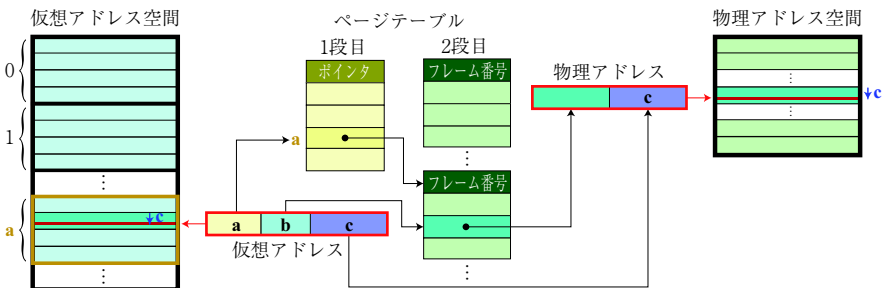 仮想アドレス空間
ページテーブル
物理アドレス空間
1段目
2段目
ポインタ
フレーム番号
物理アドレス
0
1
a
c
c
⋮
フレーム番号
⋮
⋮
⋮
a
c
a
b
c
仮想アドレス
⋮
⋮